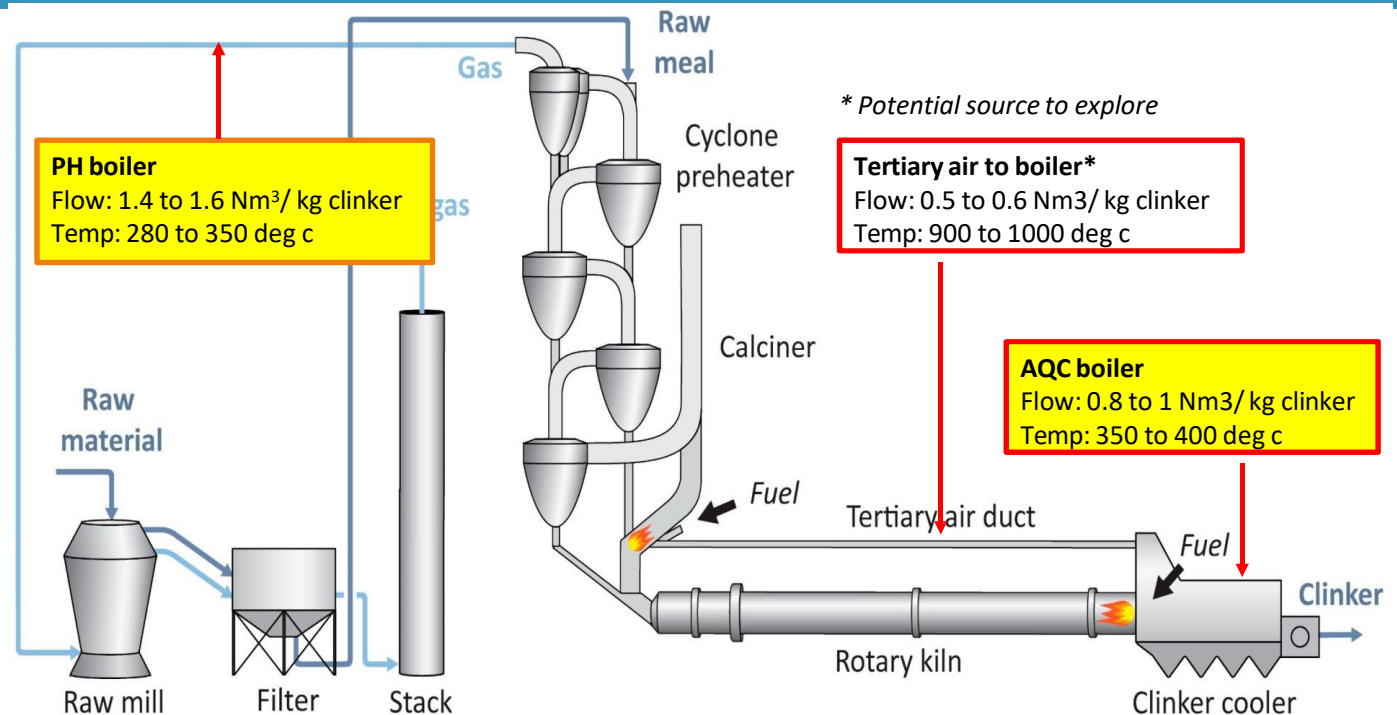 Raw
meal
Gas
* Potential source to explore
PH boiler
Flow: 1.4 to 1.6 Nm³/ kg clinker
Temp: 280 to 350 deg c
gas
Cyclone
preheater
Tertiary air to boiler*
Flow: 0.5 to 0.6 Nm3/ kg clinker
Temp: 900 to 1000 deg c
Calciner
AQC boiler
Flow: 0.8 to 1 Nm3/ kg clinker
Temp: 350 to 400 deg c
Raw
material
Fuel
Tertiary air duct
Fuel
Clinker
Rotary kiln
Raw mill
Filter
Stack
Clinker cooler